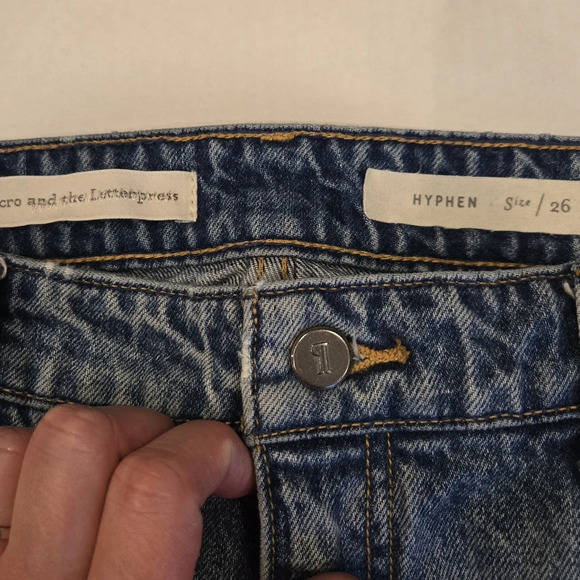 cro and the Letterpress
HYPHEN Size / 26
¶